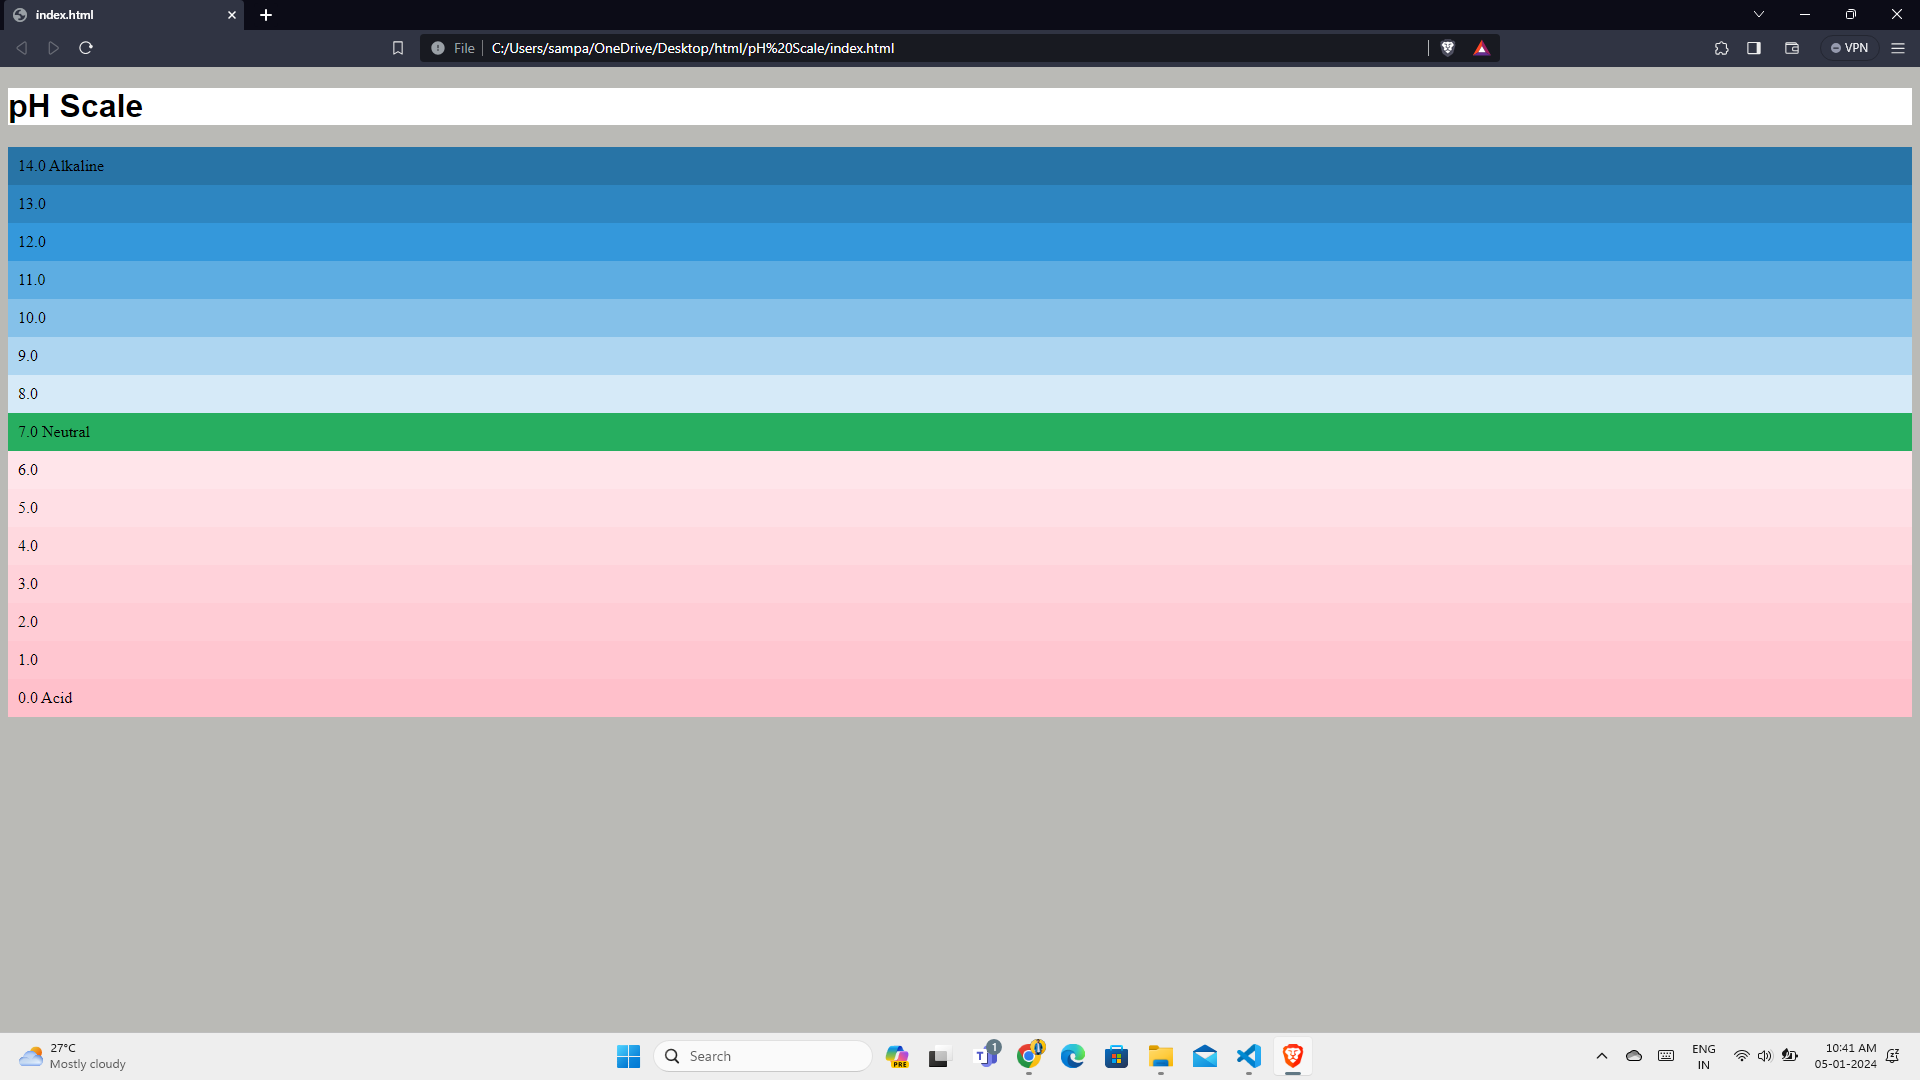 index.html
File
C:/Users/sampa/OneDrive/Desktop/html/pH%20Scale/index.html
VPN
pH Scale
14.0 Alkaline
13.0
12.0
11.0
10.0
9.0
8.0
7.0 Neutral
6.0
5.0
4.0
3.0
2.0
1.0
0.0 Acid
27°C
Mostly cloudy
Search
PRE
1
ENG
IN
10:41 AM
05-01-2024